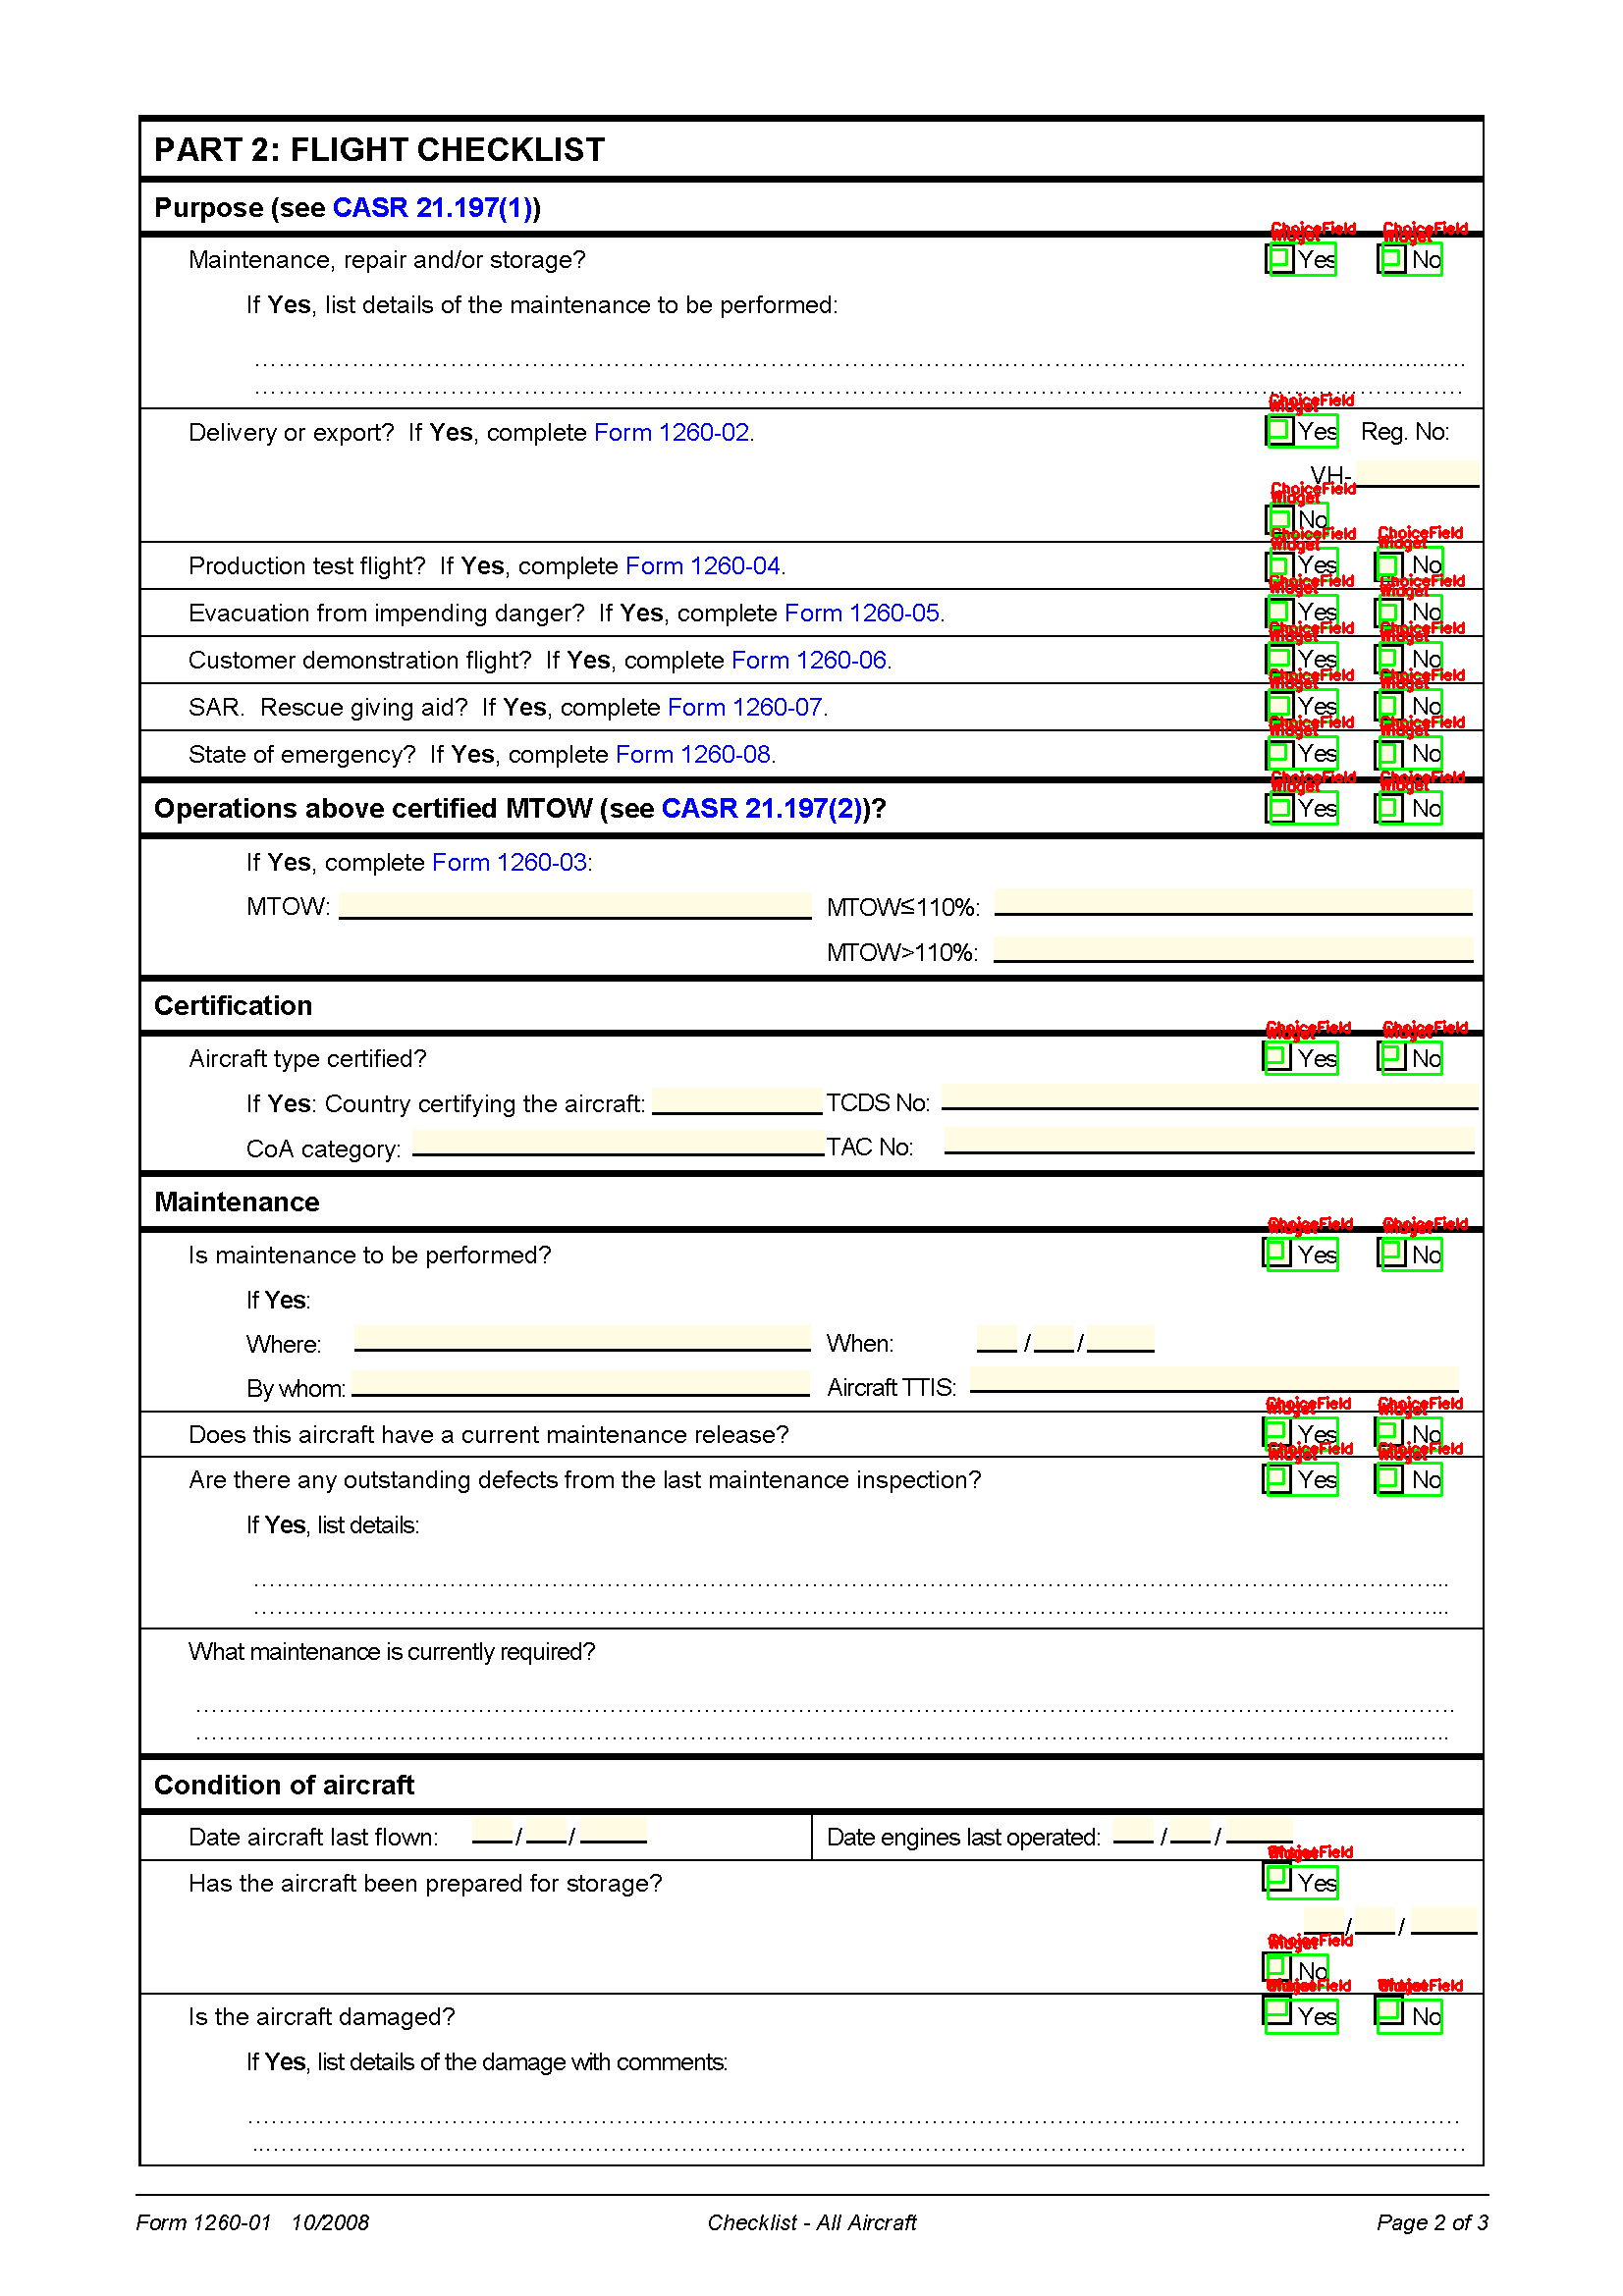 PART 2: FLIGHT CHECKLIST
Purpose (see CASR 21.197(1))
ChoiceField ChoiceField
Widget Widget
Maintenance, repair and/or storage? Yes No
If Yes, list details of the maintenance to be performed:
ChoiceField
Widget
Delivery or export? If Yes, complete Form 1260-02. Yes Reg. No:
VH-
ChoiceField
Widget
No
ChoiceField ChoiceField
Widget Widget
Production test flight? If Yes, complete Form 1260-04. Yes No
ChoiceField ChoiceField
Widget Widget
Evacuation from impending danger? If Yes, complete Form 1260-05. Yes No
ChoiceField ChoiceField
Widget Widget
Customer demonstration flight? If Yes, complete Form 1260-06. Yes No
ChoiceField ChoiceField
Widget Widget
SAR. Rescue giving aid? If Yes, complete Form 1260-07. Yes No
ChoiceField ChoiceField
Widget Widget
State of emergency? If Yes, complete Form 1260-08. Yes No
ChoiceField ChoiceField
Widget Widget
Operations above certified MTOW (see CASR 21.197(2))? Yes No
If Yes, complete Form 1260-03:
MTOW: MTOW≤110%:
MTOW>110%:
Certification
ChoiceField ChoiceField
Widget Widget
Aircraft type certified? Yes No
If Yes: Country certifying the aircraft: TCDS No:
CoA category: TAC No:
Maintenance
ChoiceField ChoiceField
Widget Widget
Is maintenance to be performed? Yes No
If Yes:
Where: When: / /
By whom: Aircraft TTIS:
ChoiceField ChoiceField
Widget Widget
Does this aircraft have a current maintenance release? Yes No
ChoiceField ChoiceField
Widget Widget
Are there any outstanding defects from the last maintenance inspection? Yes No
If Yes, list details:
What maintenance is currently required?
Condition of aircraft
Date aircraft last flown: / / Date engines last operated: / /
ChoiceField
Widget
Has the aircraft been prepared for storage? Yes
/ /
ChoiceField
Widget
No
ChoiceField ChoiceField
Widget Widget
Is the aircraft damaged? Yes No
If Yes, list details of the damage with comments:
Form 1260-01 10/2008 Checklist - All Aircraft Page 2 of 3